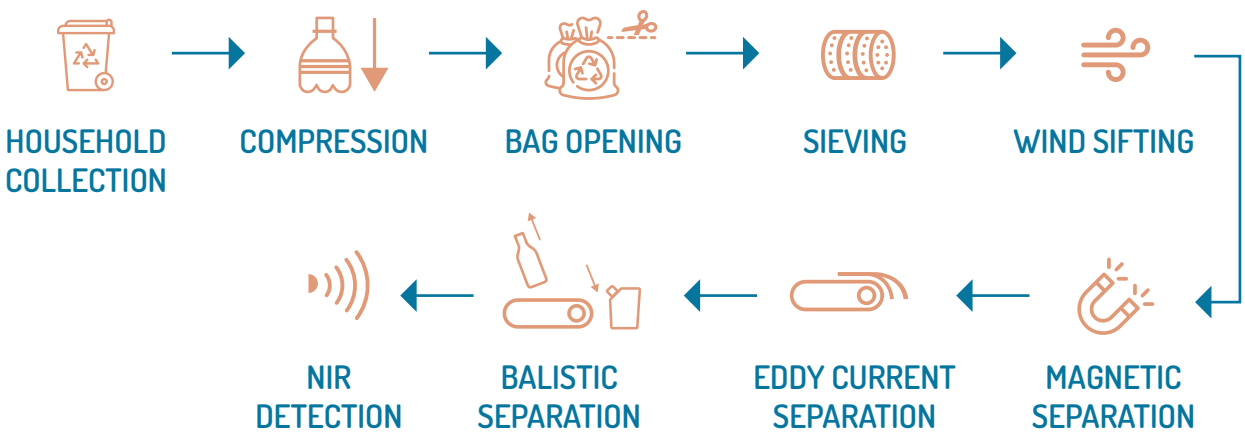 HOUSEHOLD
COLLECTION
COMPRESSION
BAG OPENING
SIEVING
WIND SIFTING
MAGNETIC
SEPARATION
EDDY CURRENT
SEPARATION
BALISTIC
SEPARATION
NIR
DETECTION